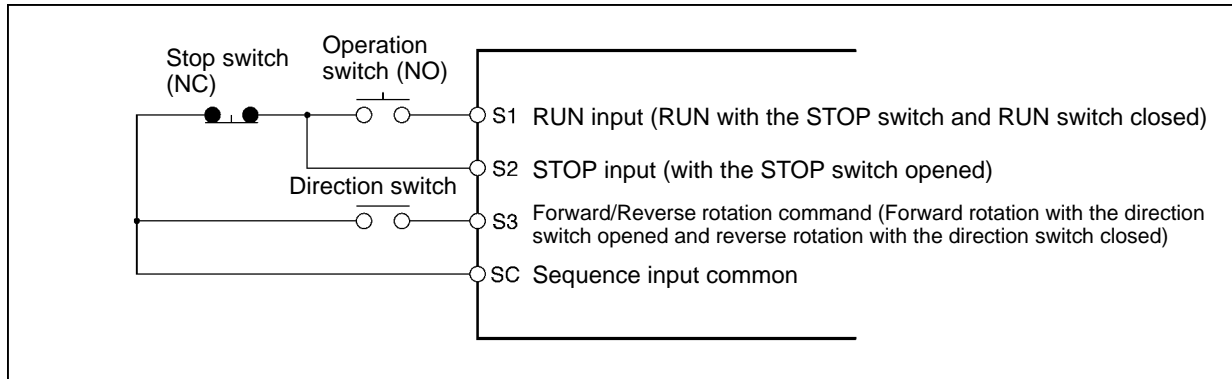 Stop switch
(NC)
Operation
switch (NO)
S1 RUN input (RUN with the STOP switch and RUN switch closed)
S2 STOP input (with the STOP switch opened)
Direction switch
S3 Forward/Reverse rotation command (Forward rotation with the direction
switch opened and reverse rotation with the direction switch closed)
SC Sequence input common